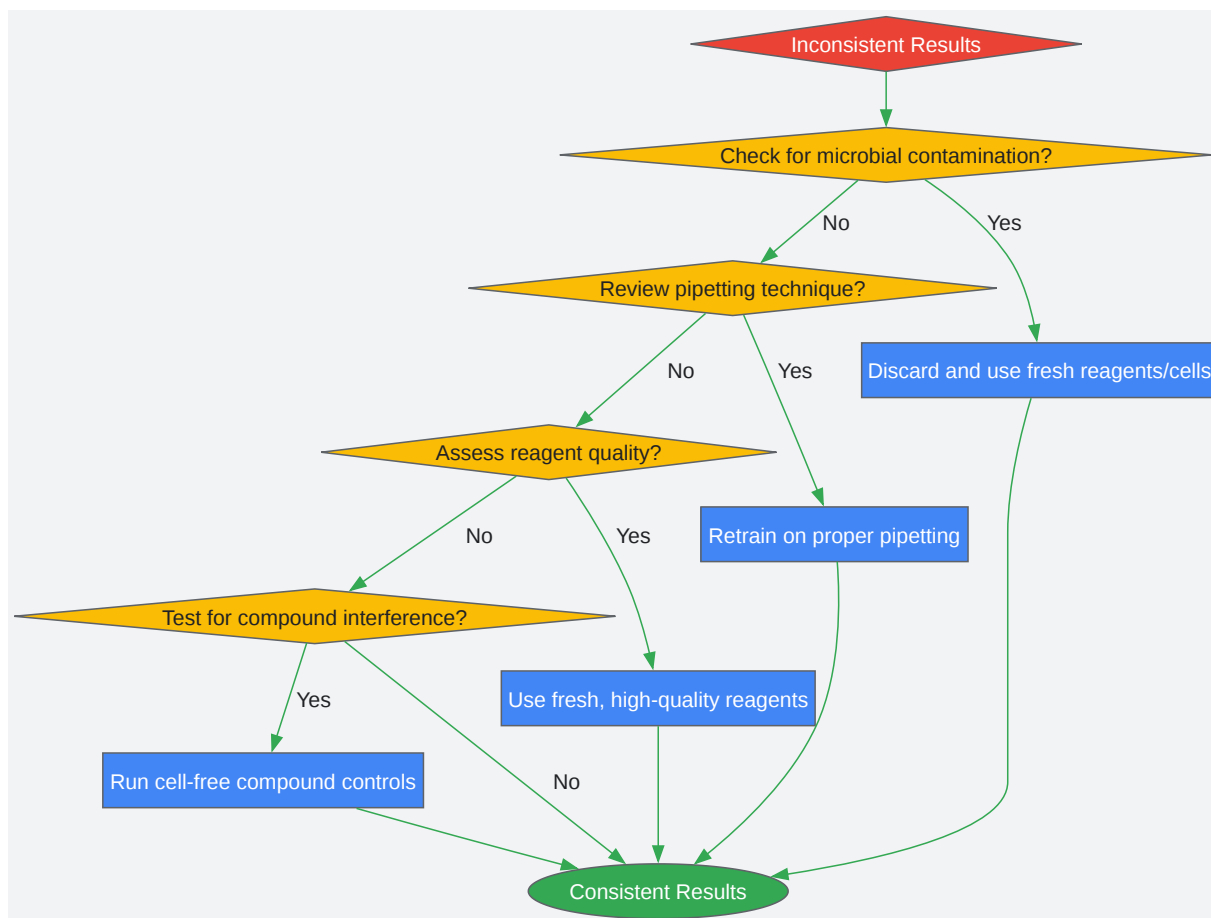 Inconsistent Results
Check for microbial contamination?
No
Yes
Review pipetting technique?
Discard and use fresh reagents/cells
No
Yes
Assess reagent quality?
Retrain on proper pipetting
No
Yes
Test for compound interference?
Use fresh, high-quality reagents
Yes
Run cell-free compound controls
No
Consistent Results